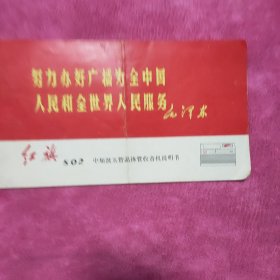 努力办好广播为全中国
人民和全世界人民服务
毛泽东
红旗 802 中短波五管晶体管收音机说明书